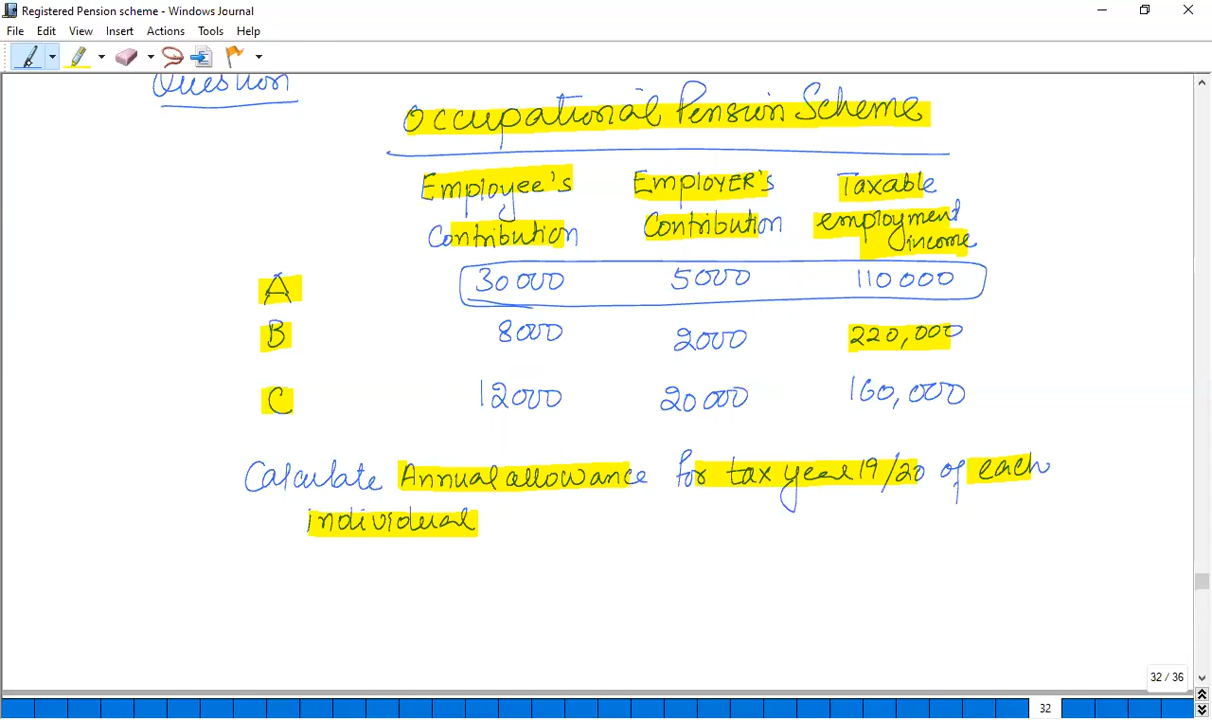 Registered Pension scheme - Windows Journal
File Edit View Insert Actions Tools Help
Question
Occupational Pension Scheme
Employee's EMPLOYER's Taxable
Contribution Contribution employment
income
A 30000 5000 110000
B 8000 2000 220,000
C 12000 20000 160,000
Calculate Annual allowance for tax year 19/20 of each
individual
32 / 36
32